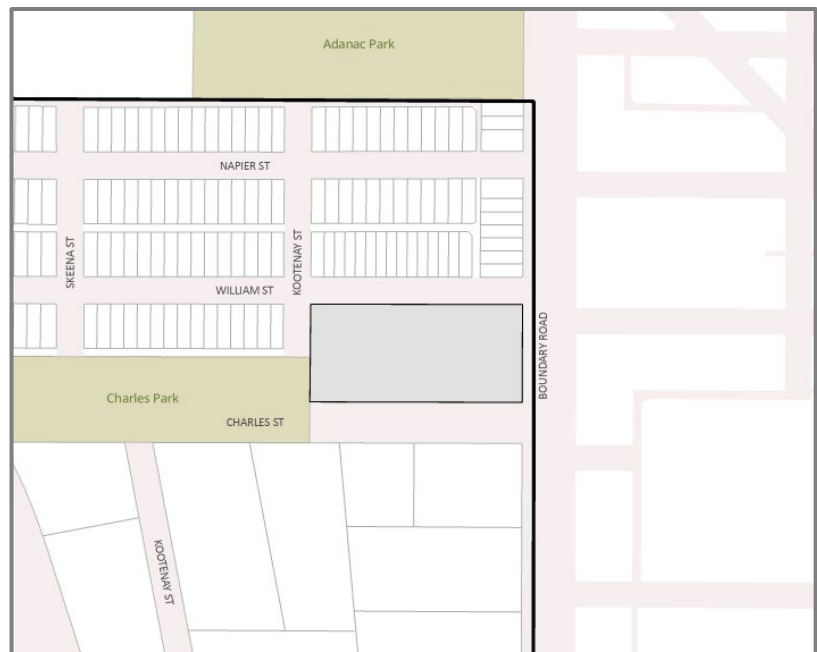 Adanac Park
NAPIER ST
SKEENA ST
KOOTENAY ST
WILLIAM ST
BOUNDARY ROAD
Charles Park
CHARLES ST
KOOTENAY ST